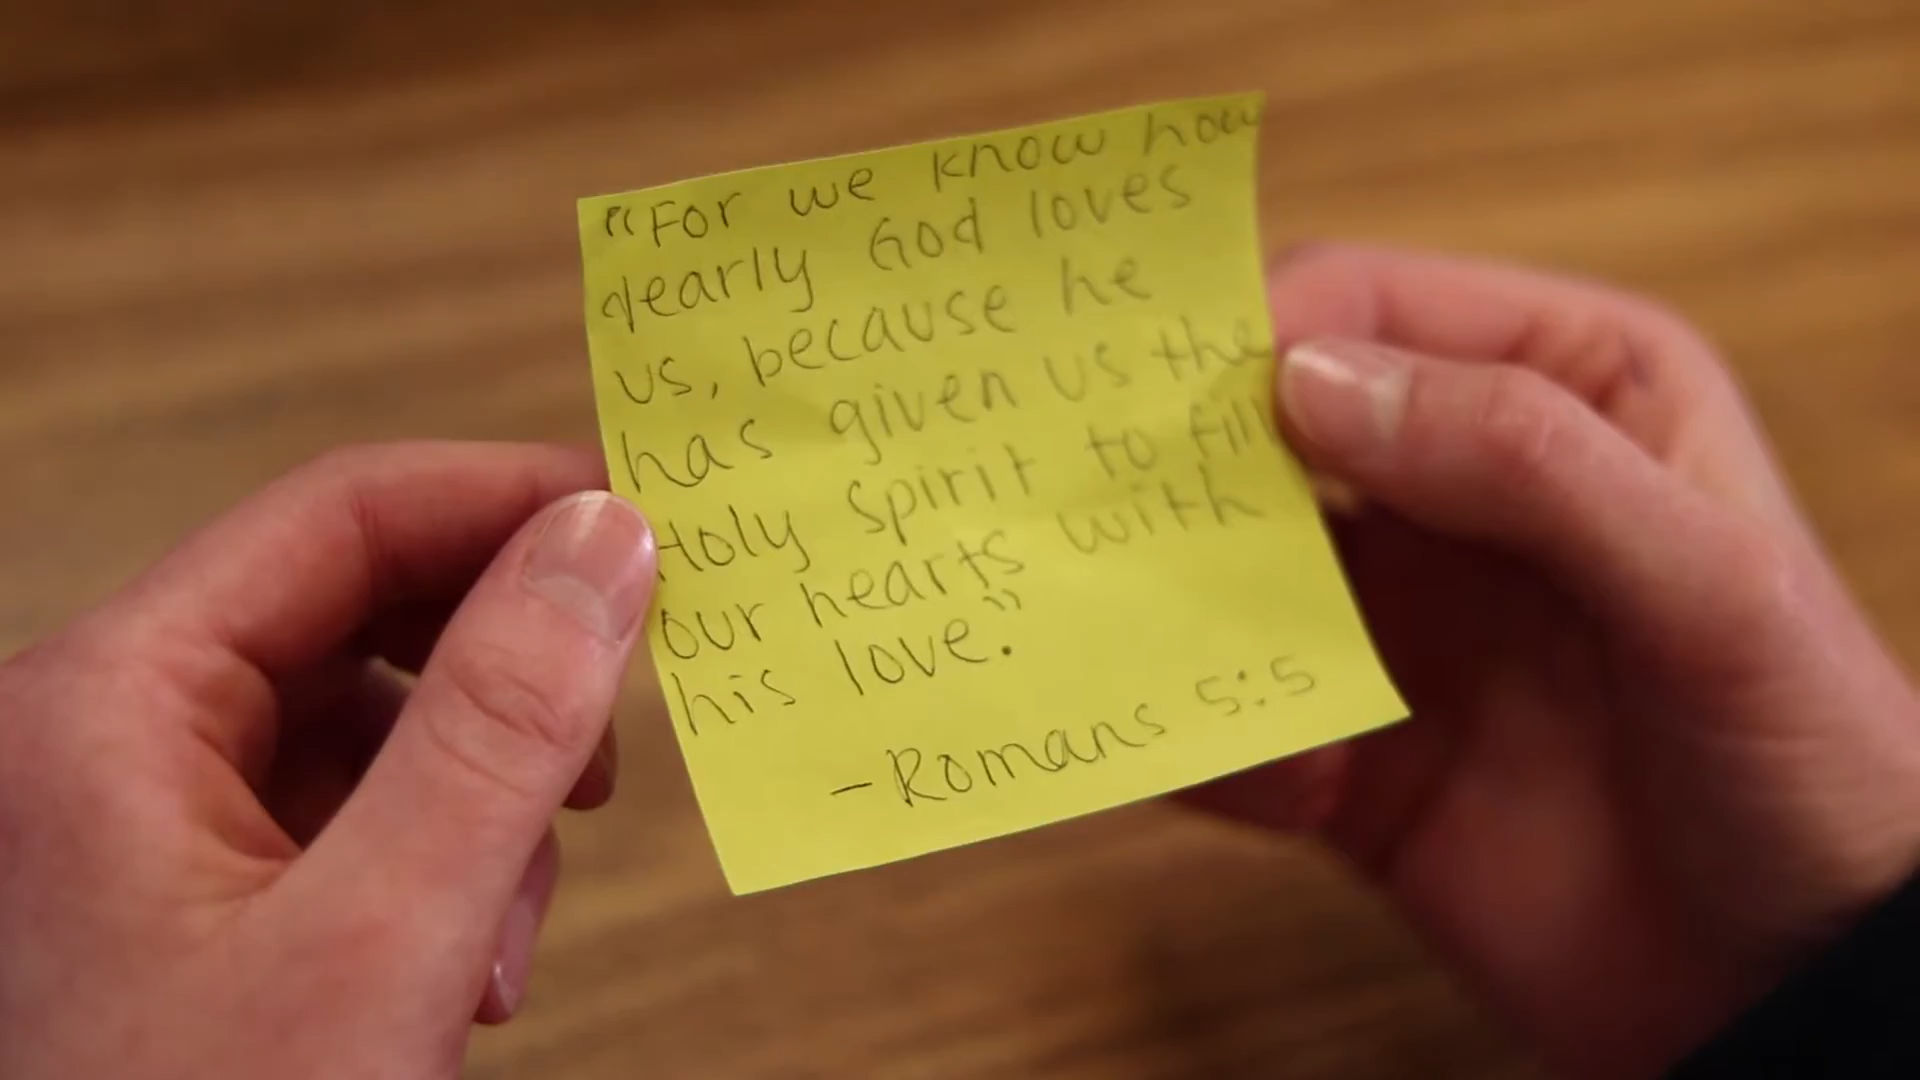 "For we know how
dearly God loves
us, because he
has given us the
Holy spirit to fill
our hearts with
his love."
-Romans 5:5